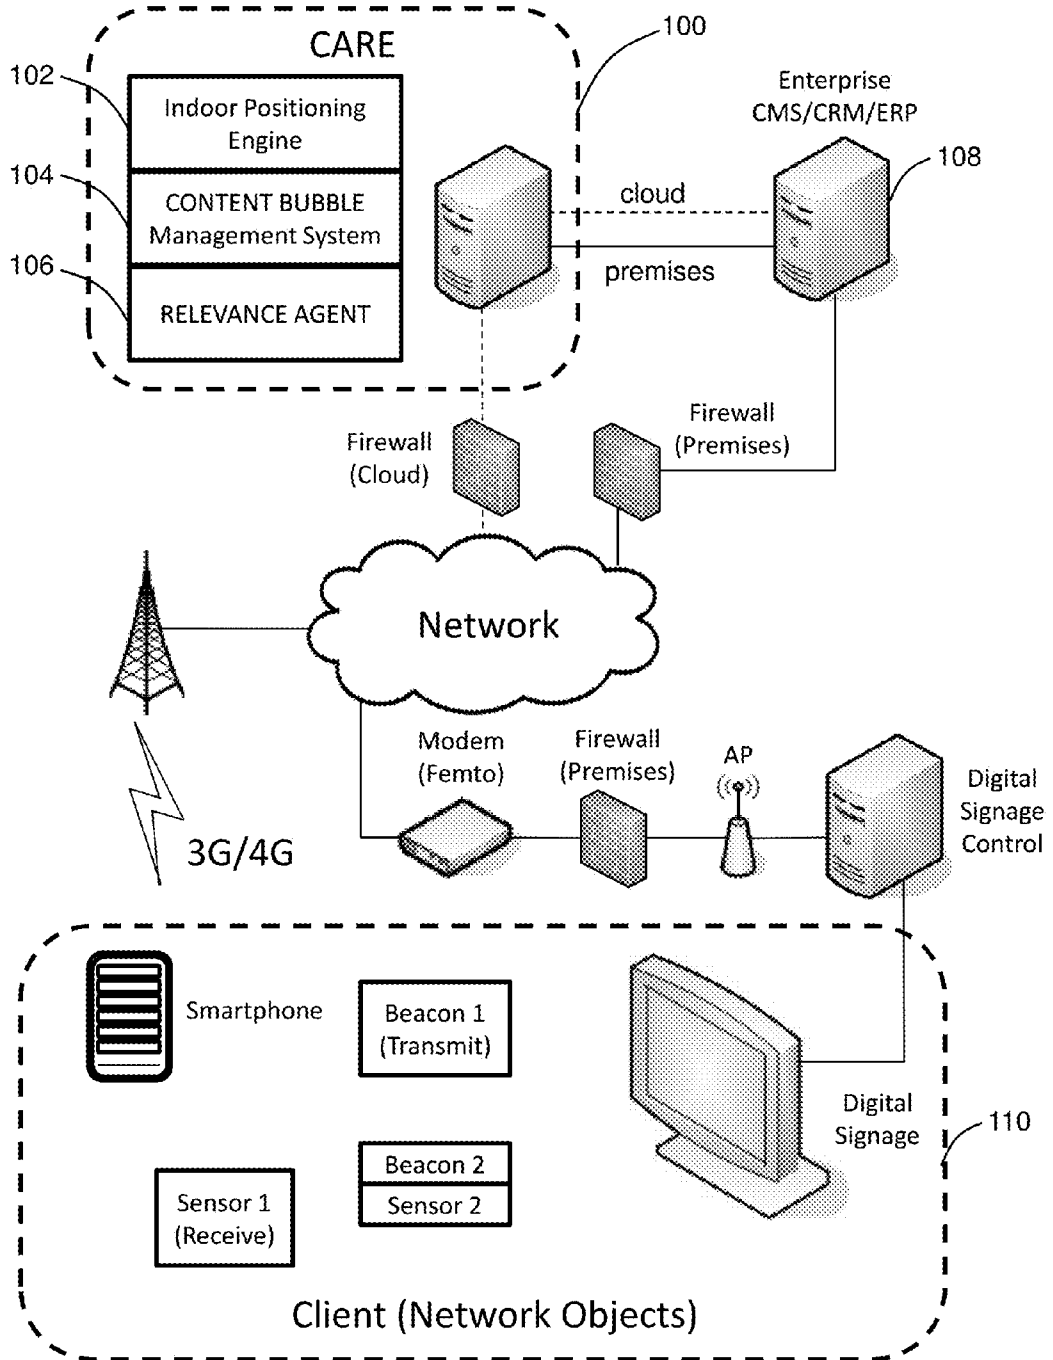 CARE
100
102
Indoor Positioning
Engine
Enterprise
CMS/CRM/ERP
108
104
CONTENT BUBBLE
Management System
cloud
premises
106
RELEVANCE AGENT
Firewall
(Cloud)
Firewall
(Premises)
Network
Modem
(Femto)
Firewall
(Premises)
AP
Digital
Signage
Control
3G/4G
Smartphone
Beacon 1
(Transmit)
Digital
Signage
110
Beacon 2
Sensor 2
Sensor 1
(Receive)
Client (Network Objects)